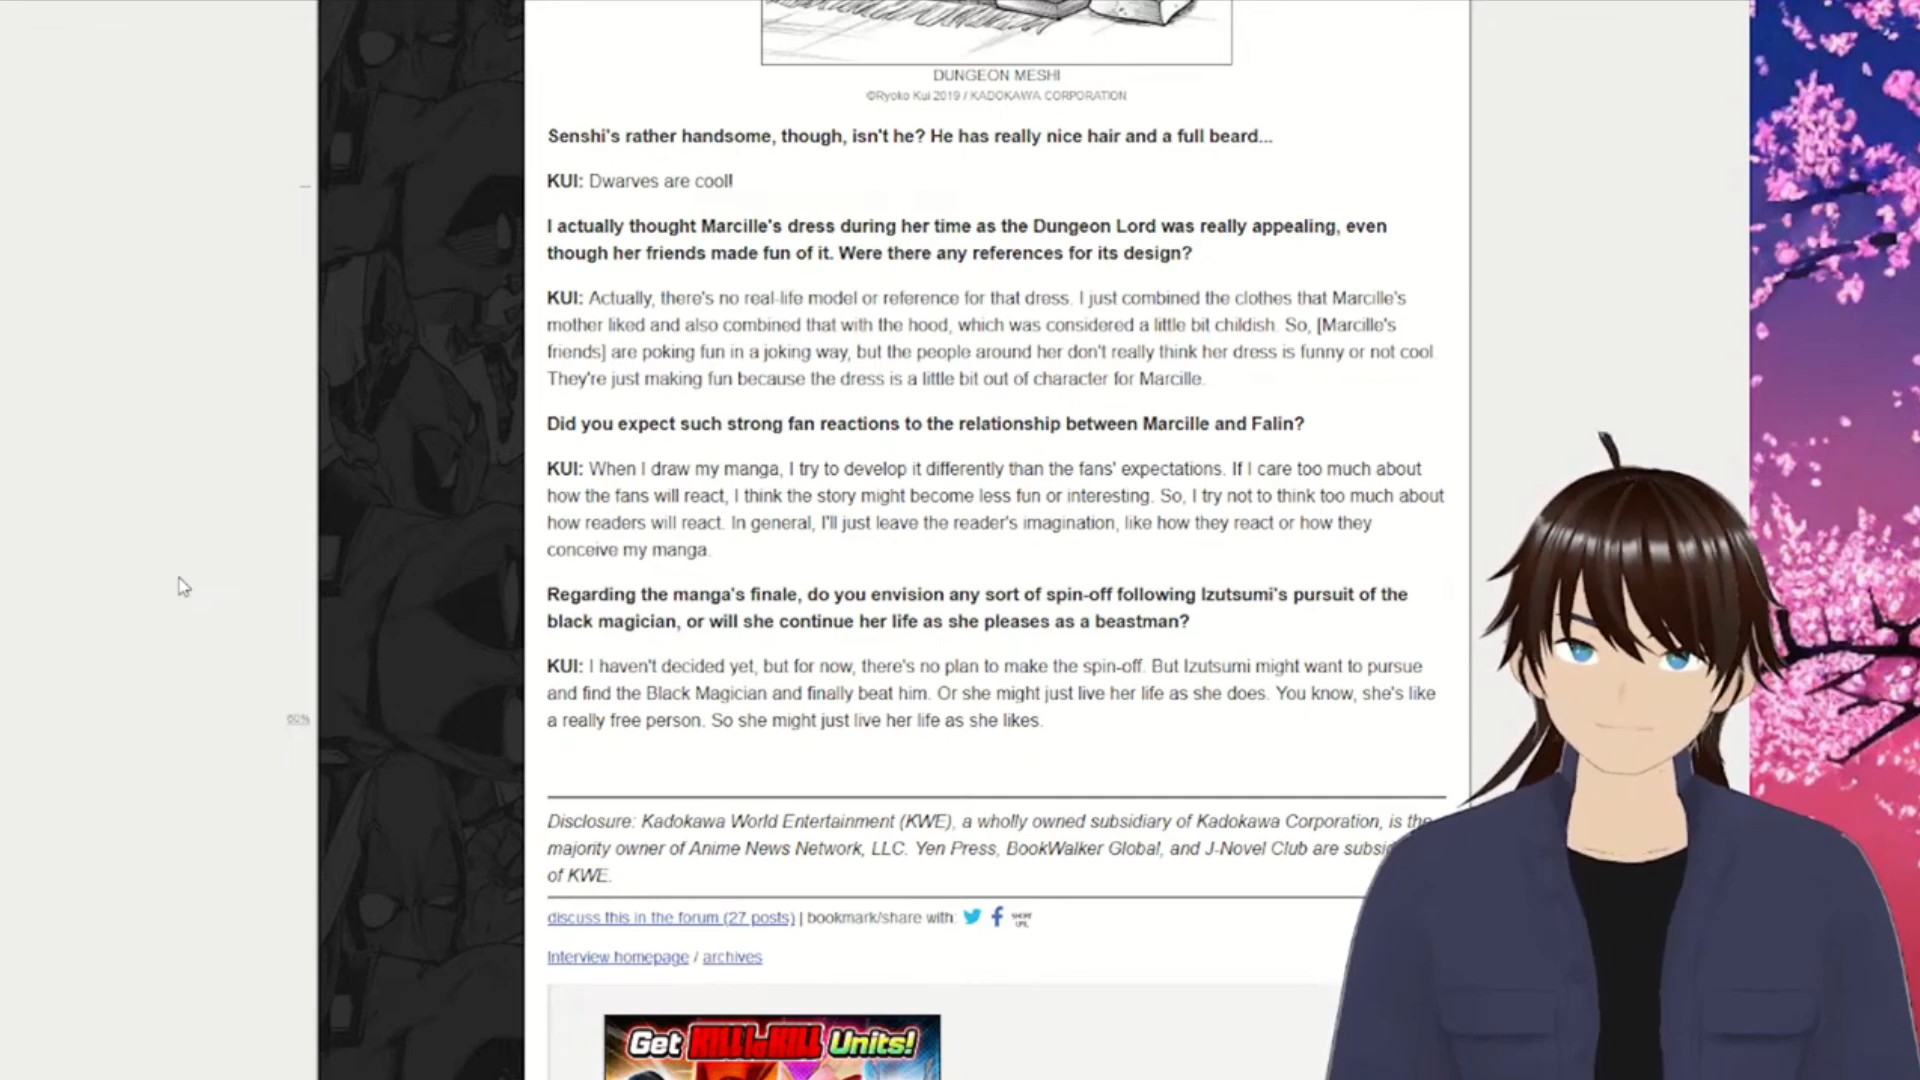 DUNGEON MESHI
©Ryoko Kui 2019 / KADOKAWA CORPORATION
Senshi's rather handsome, though, isn't he? He has really nice hair and a full beard...
KUI: Dwarves are cool!
I actually thought Marcille's dress during her time as the Dungeon Lord was really appealing, even
though her friends made fun of it. Were there any references for its design?
KUI: Actually, there's no real-life model or reference for that dress. I just combined the clothes that Marcille's
mother liked and also combined that with the hood, which was considered a little bit childish. So, [Marcille's
friends] are poking fun in a joking way, but the people around her don't really think her dress is funny or not cool.
They're just making fun because the dress is a little bit out of character for Marcille.
Did you expect such strong fan reactions to the relationship between Marcille and Falin?
KUI: When I draw my manga, I try to develop it differently than the fans' expectations. If I care too much about
how the fans will react, I think the story might become less fun or interesting. So, I try not to think too much about
how readers will react. In general, I'll just leave the reader's imagination, like how they react or how they
conceive my manga.
Regarding the manga's finale, do you envision any sort of spin-off following Izutsumi's pursuit of the
black magician, or will she continue her life as she pleases as a beastman?
KUI: I haven't decided yet, but for now, there's no plan to make the spin-off. But Izutsumi might want to pursue
and find the Black Magician and finally beat him. Or she might just live her life as she does. You know, she's like
60%
a really free person. So she might just live her life as she likes.
Disclosure: Kadokawa World Entertainment (KWE), a wholly owned subsidiary of Kadokawa Corporation, is the
majority owner of Anime News Network, LLC. Yen Press, BookWalker Global, and J-Novel Club are subsi
of KWE.
discuss this in the forum (27 posts) | bookmark/share with: SHORT URL
Interview homepage / archives
Get KILL la KILL Units!